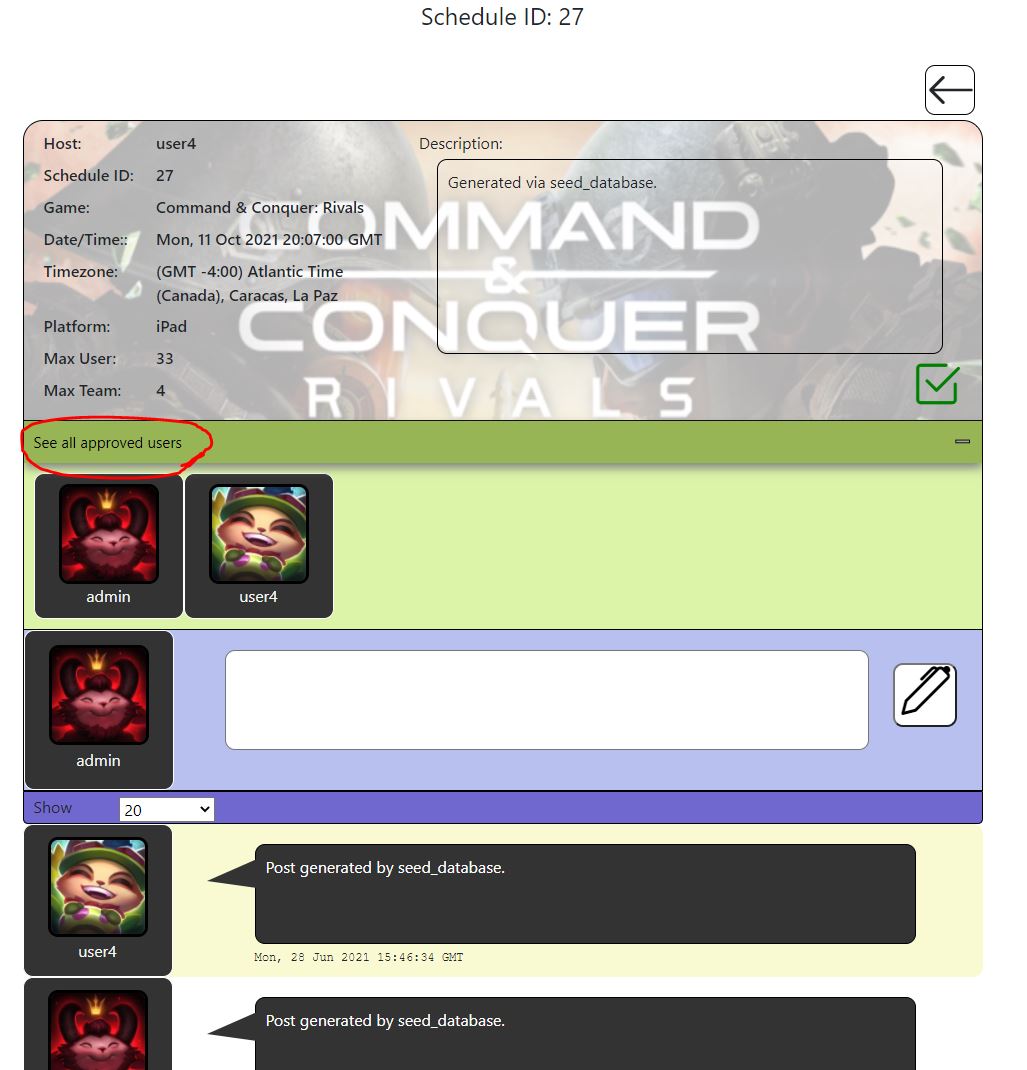 Schedule ID: 27
Host: user4
Schedule ID: 27
Game: Command & Conquer: Rivals
Date/Time:: Mon, 11 Oct 2021 20:07:00 GMT
Timezone: (GMT -4:00) Atlantic Time
(Canada), Caracas, La Paz
Platform: iPad
Max User: 33
Max Team: 4
Description:
Generated via seed_database.
COMMAND
&
CONQUER
RIVALS
See all approved users
admin
user4
admin
Show 20
user4
Post generated by seed_database.
Mon, 28 Jun 2021 15:46:34 GMT
Post generated by seed_database.